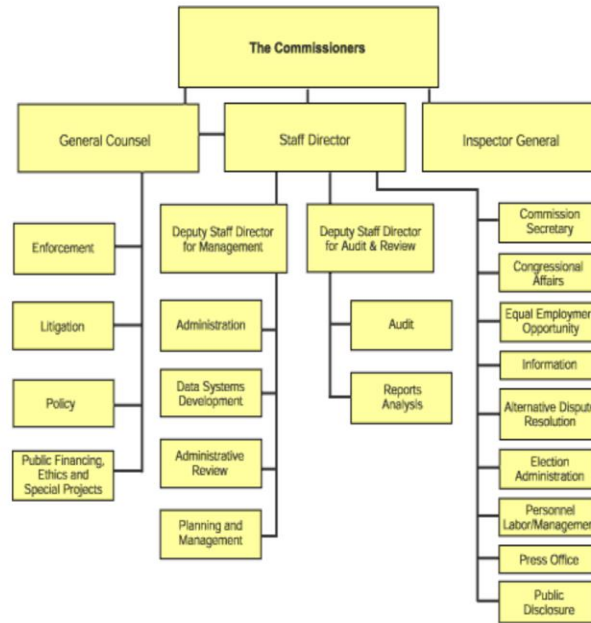 The Commissioners
General Counsel
Staff Director
Inspector General
Enforcement
Litigation
Policy
Public Financing,
Ethics and
Special Projects
Deputy Staff Director
for Management
Administration
Data Systems
Development
Administrative
Review
Planning and
Management
Deputy Staff Director
for Audit & Review
Audit
Reports
Analysis
Commission
Secretary
Congressional
Affairs
Equal Employment
Opportunity
Information
Alternative Dispute
Resolution
Election
Administration
Personnel
Labor/Management
Press Office
Public
Disclosure